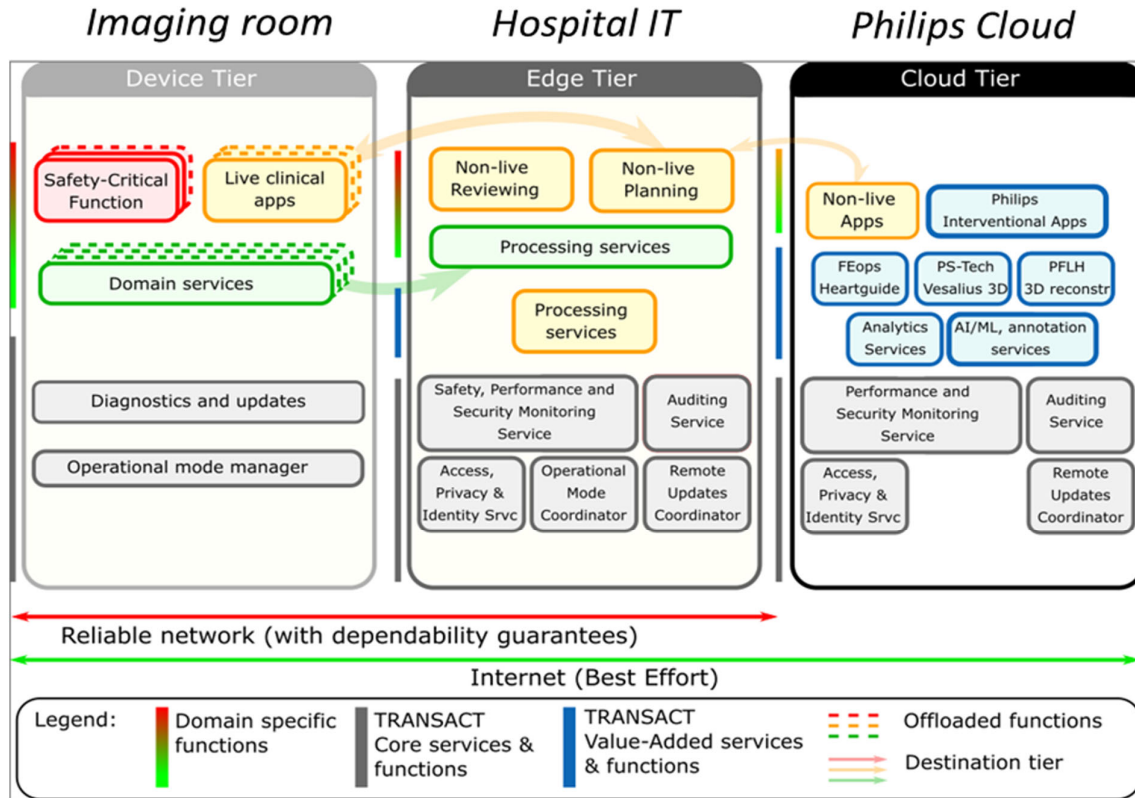 Imaging room
Hospital IT
Philips Cloud
Device Tier
Edge Tier
Cloud Tier
Safety-Critical
Function
Live clinical
apps
Domain services
Diagnostics and updates
Operational mode manager
Non-live
Reviewing
Non-live
Planning
Processing services
Processing
services
Safety, Performance and
Security Monitoring
Service
Auditing
Service
Access,
Privacy &
Identity Srvc
Operational
Mode
Coordinator
Remote
Updates
Coordinator
Non-live
Apps
Philips
Interventional Apps
FEops
Heartguide
PS-Tech
Vesalius 3D
PFLH
3D reconstr
Analytics
Services
AI/ML, annotation
services
Performance and
Security Monitoring
Service
Auditing
Service
Access,
Privacy &
Identity Srvc
Remote
Updates
Coordinator
Reliable network (with dependability guarantees)
Internet (Best Effort)
Legend:
Domain specific
functions
TRANSACT
Core services &
functions
TRANSACT
Value-Added services
& functions
Offloaded functions
Destination tier